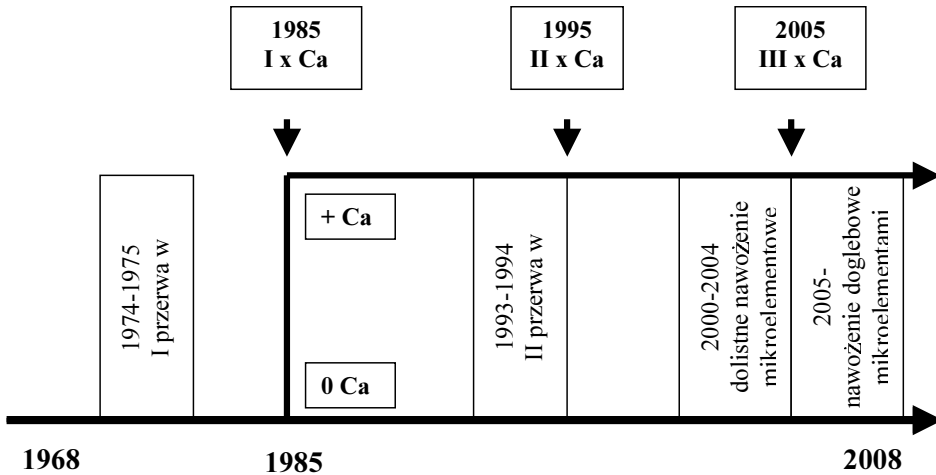 1985
I x Ca
1995
II x Ca
2005
III x Ca
+ Ca
0 Ca
1974-1975
I przerwa w
1993-1994
II przerwa w
2000-2004
dolistne nawożenie
mikroelementowe
2005-
nawożenie doglebowe
mikroelementami
1968
1985
2008